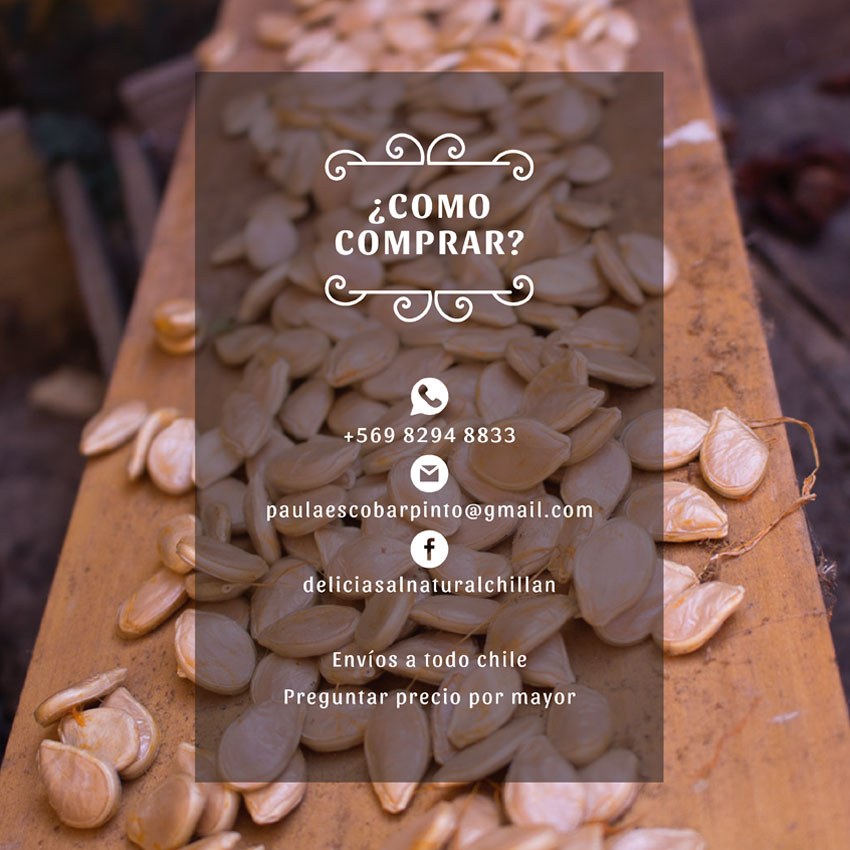 ¿COMO
COMPRAR?
+569 8294 8833
paulaescobarpinto@gmail.com
deliciasalnaturalchillan
Envíos a todo chile
Preguntar precio por mayor